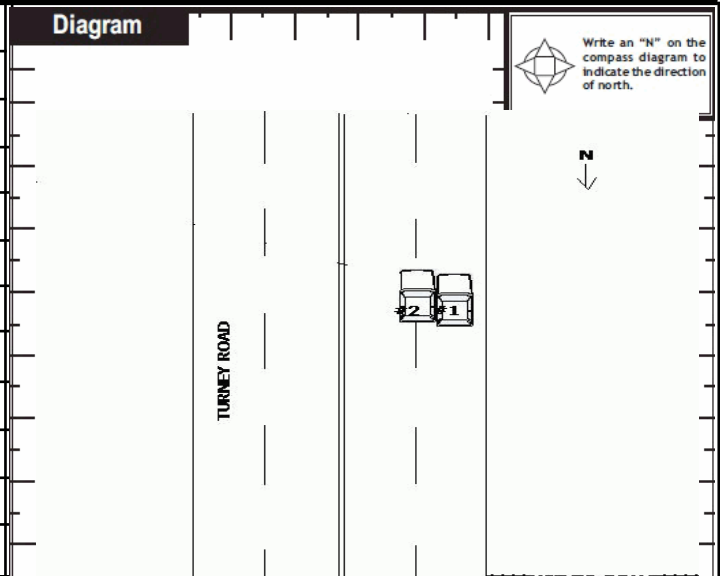 Diagram
Write an “N” on the
compass diagram to
indicate the direction
of north.
N
#2 #1
TURNEY ROAD